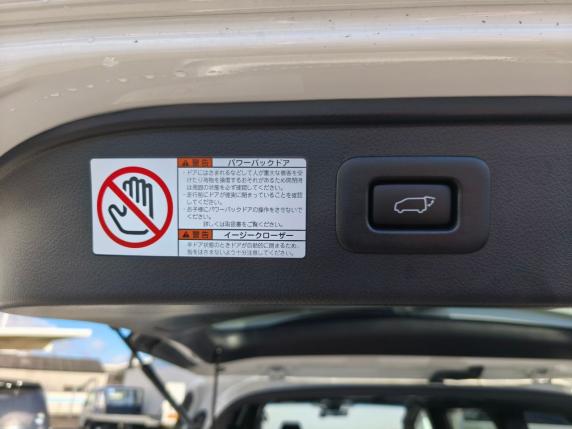 警告 パワーバックドア
・ドアにはさまれるなどして人が重大な傷害を受
けたり荷物を損傷するおそれがあるため開閉時
は周囲の状態を必ず確認してください。
・走行前にドアが確実に閉まっていることを確認
してください。
・お子様にパワーバックドアの操作をさせないで
ください。
詳しくは取扱書をご覧ください。
警告 イージークローザー
半ドア状態のときドアが自動的に閉まるため、
指をはさまないよう十分注意してください。